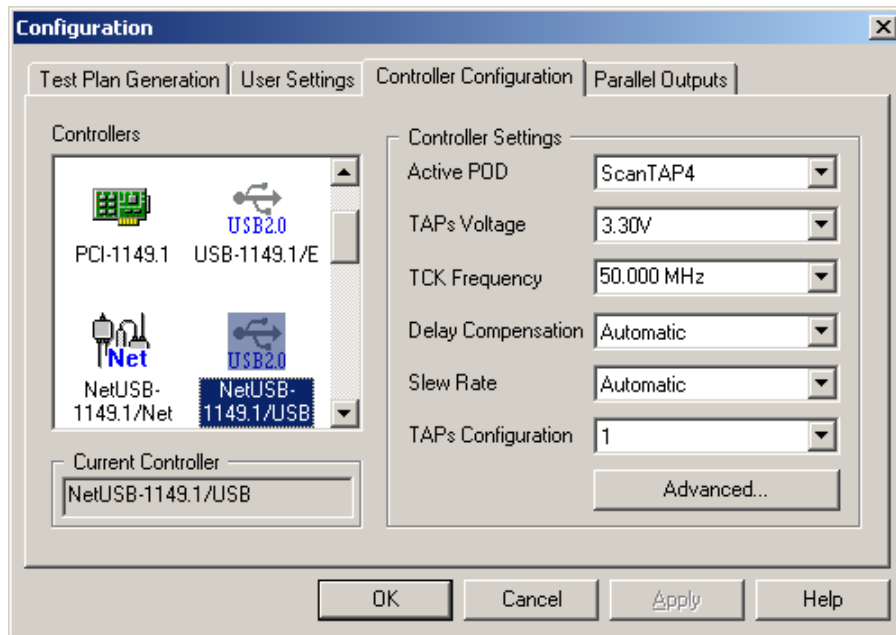 Configuration
Test Plan Generation
User Settings
Controller Configuration
Parallel Outputs
Controllers
PCI-1149.1
USB2.0
USB-1149.1/E
Net
NetUSB-
1149.1/Net
USB2.0
NetUSB-
1149.1/USB
Current Controller
NetUSB-1149.1/USB
Controller Settings
Active POD ScanTAP4
TAPs Voltage 3.30V
TCK Frequency 50.000 MHz
Delay Compensation Automatic
Slew Rate Automatic
TAPs Configuration 1
Advanced...
OK Cancel Apply Help